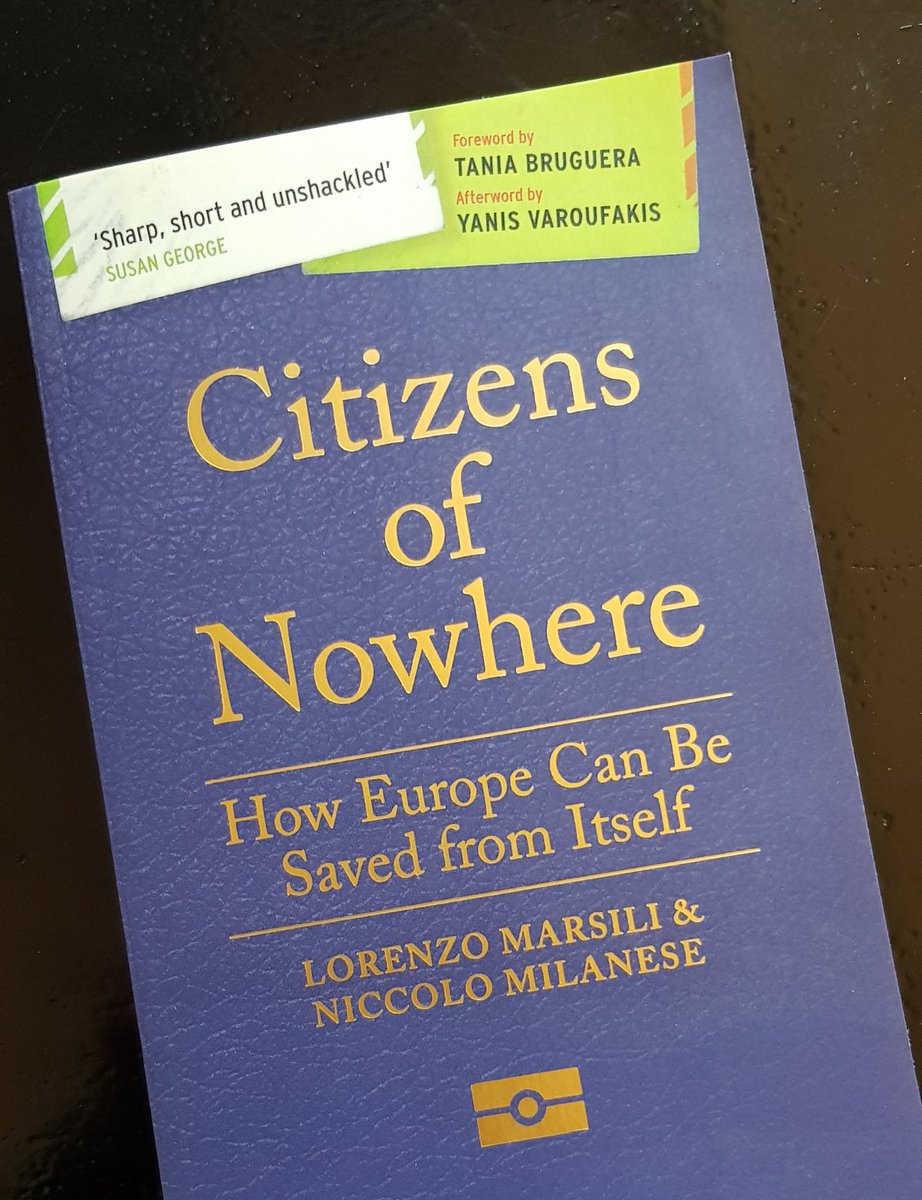 'Sharp, short and unshackled'
SUSAN GEORGE
Foreword by
TANIA BRUGUERA
Afterword by
YANIS VAROUFAKIS
Citizens
of
Nowhere
How Europe Can Be
Saved from Itself
LORENZO MARSILI &
NICCOLO MILANESE